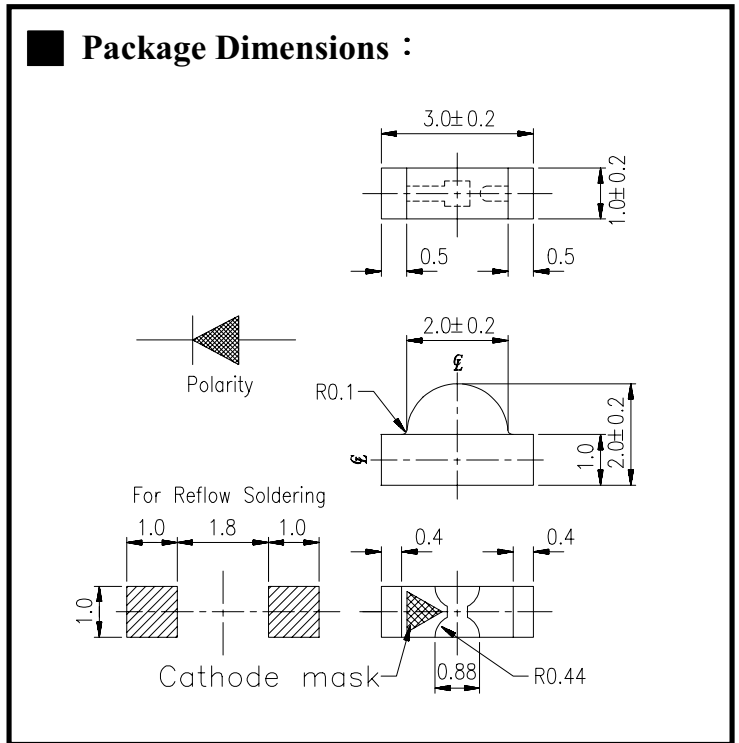 Package Dimensions :
3.0±0.2
1.0±0.2
0.5
0.5
2.0±0.2
℄
R0.1
Polarity
℄
1.0
2.0±0.2
For Reflow Soldering
1.0
1.8
1.0
0.4
0.4
1.0
Cathode mask
0.88
R0.44